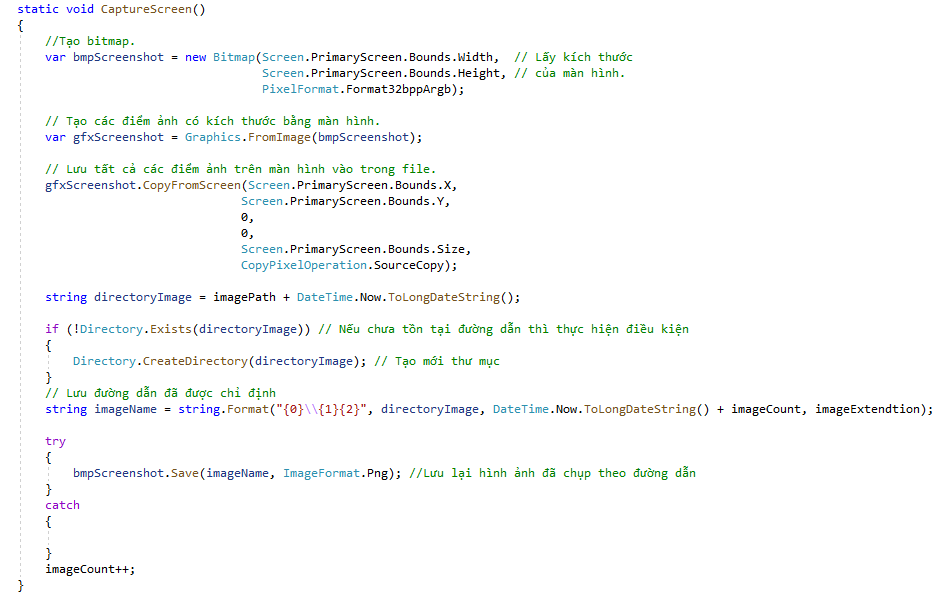 static void CaptureScreen()
{
//Tạo bitmap.
var bmpScreenshot = new Bitmap(Screen.PrimaryScreen.Bounds.Width, // Lấy kích thước
Screen.PrimaryScreen.Bounds.Height, // của màn hình.
PixelFormat.Format32bppArgb);
// Tạo các điểm ảnh có kích thước bằng màn hình.
var gfxScreenshot = Graphics.FromImage(bmpScreenshot);
// Lưu tất cả các điểm ảnh trên màn hình vào trong file.
gfxScreenshot.CopyFromScreen(Screen.PrimaryScreen.Bounds.X,
Screen.PrimaryScreen.Bounds.Y,
0,
0,
Screen.PrimaryScreen.Bounds.Size,
CopyPixelOperation.SourceCopy);
string directoryImage = imagePath + DateTime.Now.ToLongDateString();
if (!Directory.Exists(directoryImage)) // Nếu chưa tồn tại đường dẫn thì thực hiện điều kiện
{
Directory.CreateDirectory(directoryImage); // Tạo mới thư mục
}
// Lưu đường dẫn đã được chỉ định
string imageName = string.Format("{0}\\{1}{2}", directoryImage, DateTime.Now.ToLongDateString() + imageCount, imageExtendtion);
try
{
bmpScreenshot.Save(imageName, ImageFormat.Png); //Lưu lại hình ảnh đã chụp theo đường dẫn
}
catch
{
}
imageCount++;
}